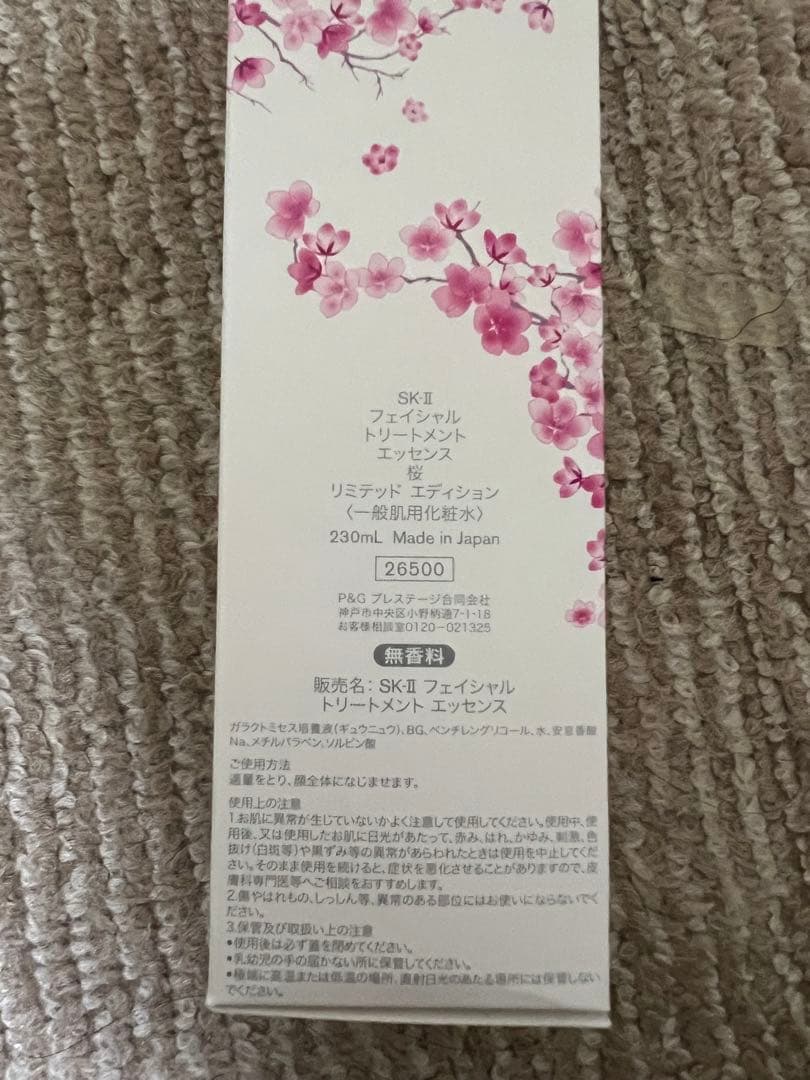 SK-II
フェイシャル
トリートメント
エッセンス
桜
リミテッド エディション
〈一般肌用化粧水〉
230mL Made in Japan
26500
P&G プレステージ合同会社
神戸市中央区小野柄通7-1-18
お客様相談室0120-021325
無香料
販売名：SK-II フェイシャル
トリートメント エッセンス
ガラクトミセス培養液(ギュウニュウ)、BG、ペンチレングリコール、水、安息香酸
Na、メチルパラベン、ソルビン酸
ご使用方法
適量をとり、顔全体になじませます。
使用上の注意
1.お肌に異常が生じていないかよく注意して使用してください。使用中、使
用後、又は使用したお肌に日光があたって、赤み、はれ、かゆみ、刺激、色
抜け(白斑等)や黒ずみ等の異常があらわれたときは使用を中止してくだ
さい。そのまま使用を続けると、症状を悪化させることがありますので、皮
膚科専門医等へご相談をおすすめします。
2.傷やはれもの、しっしん等、異常のある部位にはお使いにならないでく
ださい。
3.保管及び取扱い上の注意
•使用後は必ず蓋を閉めてください。
•乳幼児の手の届かない所に保管してください。
•極端に高温または低温の場所、直射日光のあたる場所には保管しない
でください。